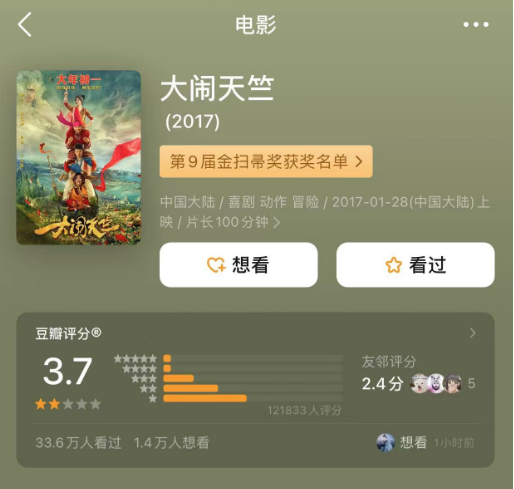 电影
大年初一
大闹天竺
大闹天竺
(2017)
第9届金扫帚奖获奖名单
中国大陆 / 喜剧 动作 冒险 / 2017-01-28(中国大陆) 上
映 / 片长100分钟
想看
看过
豆瓣评分®
3.7
121833人评分
友邻评分
2.4分
5
33.6万人看过 1.4万人想看
想看 1小时前